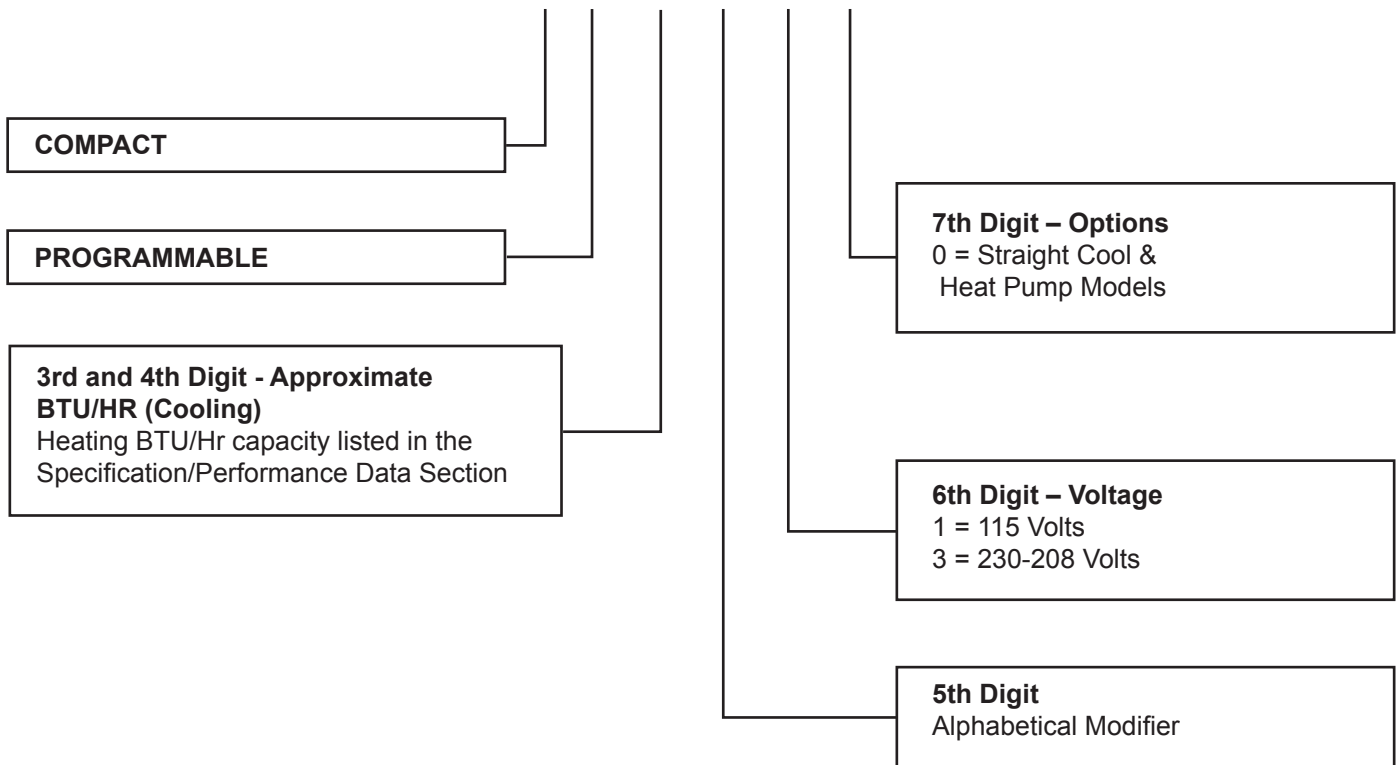 COMPACT
PROGRAMMABLE
3rd and 4th Digit - Approximate
BTU/HR (Cooling)
Heating BTU/Hr capacity listed in the
Specification/Performance Data Section
7th Digit – Options
0 = Straight Cool &
Heat Pump Models
6th Digit – Voltage
1 = 115 Volts
3 = 230-208 Volts
5th Digit
Alphabetical Modifier